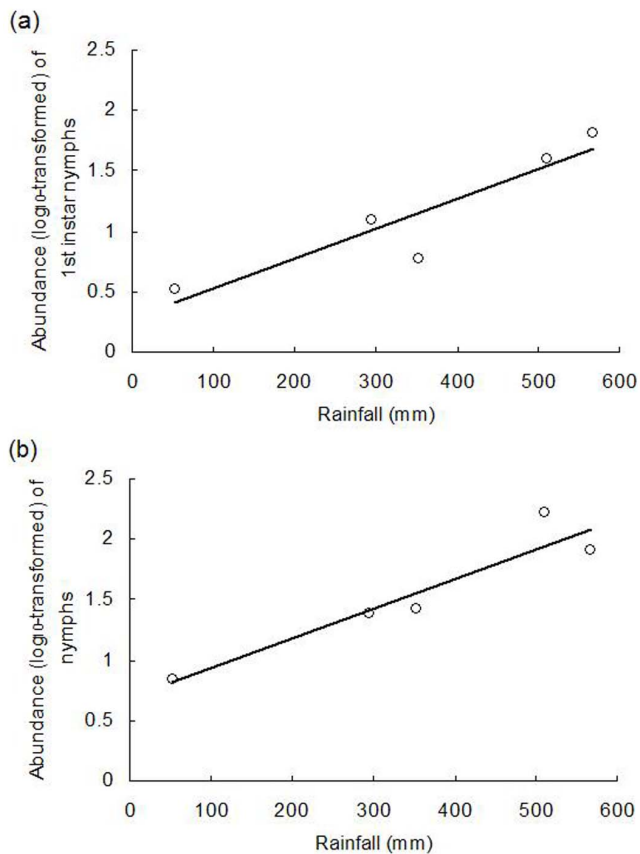 (a)
Abundance (log10-transformed) of
1st instar nymphs
2.5
2
1.5
1
0.5
0
0 100 200 300 400 500 600
Rainfall (mm)
(b)
Abundance (log10-transformed) of
nymphs
2.5
2
1.5
1
0.5
0
0 100 200 300 400 500 600
Rainfall (mm)